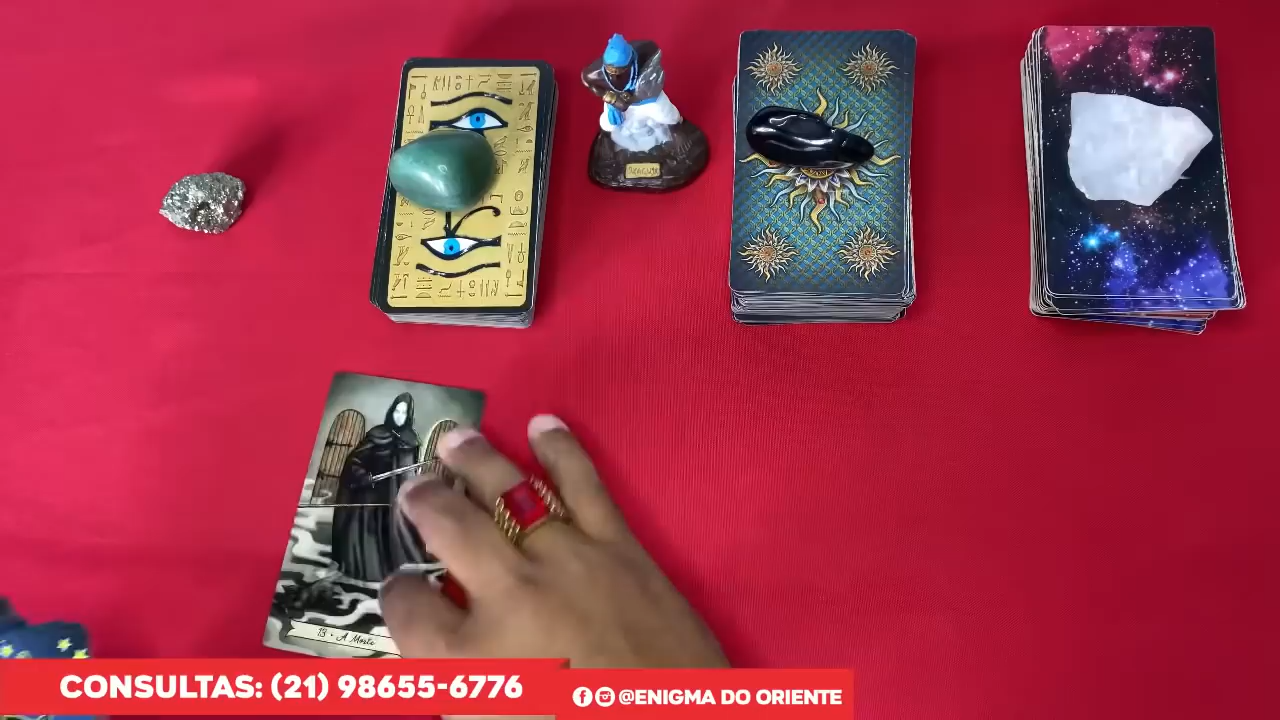 13 • A Morte
CONSULTAS: (21) 98655-6776
@ENIGMA DO ORIENTE